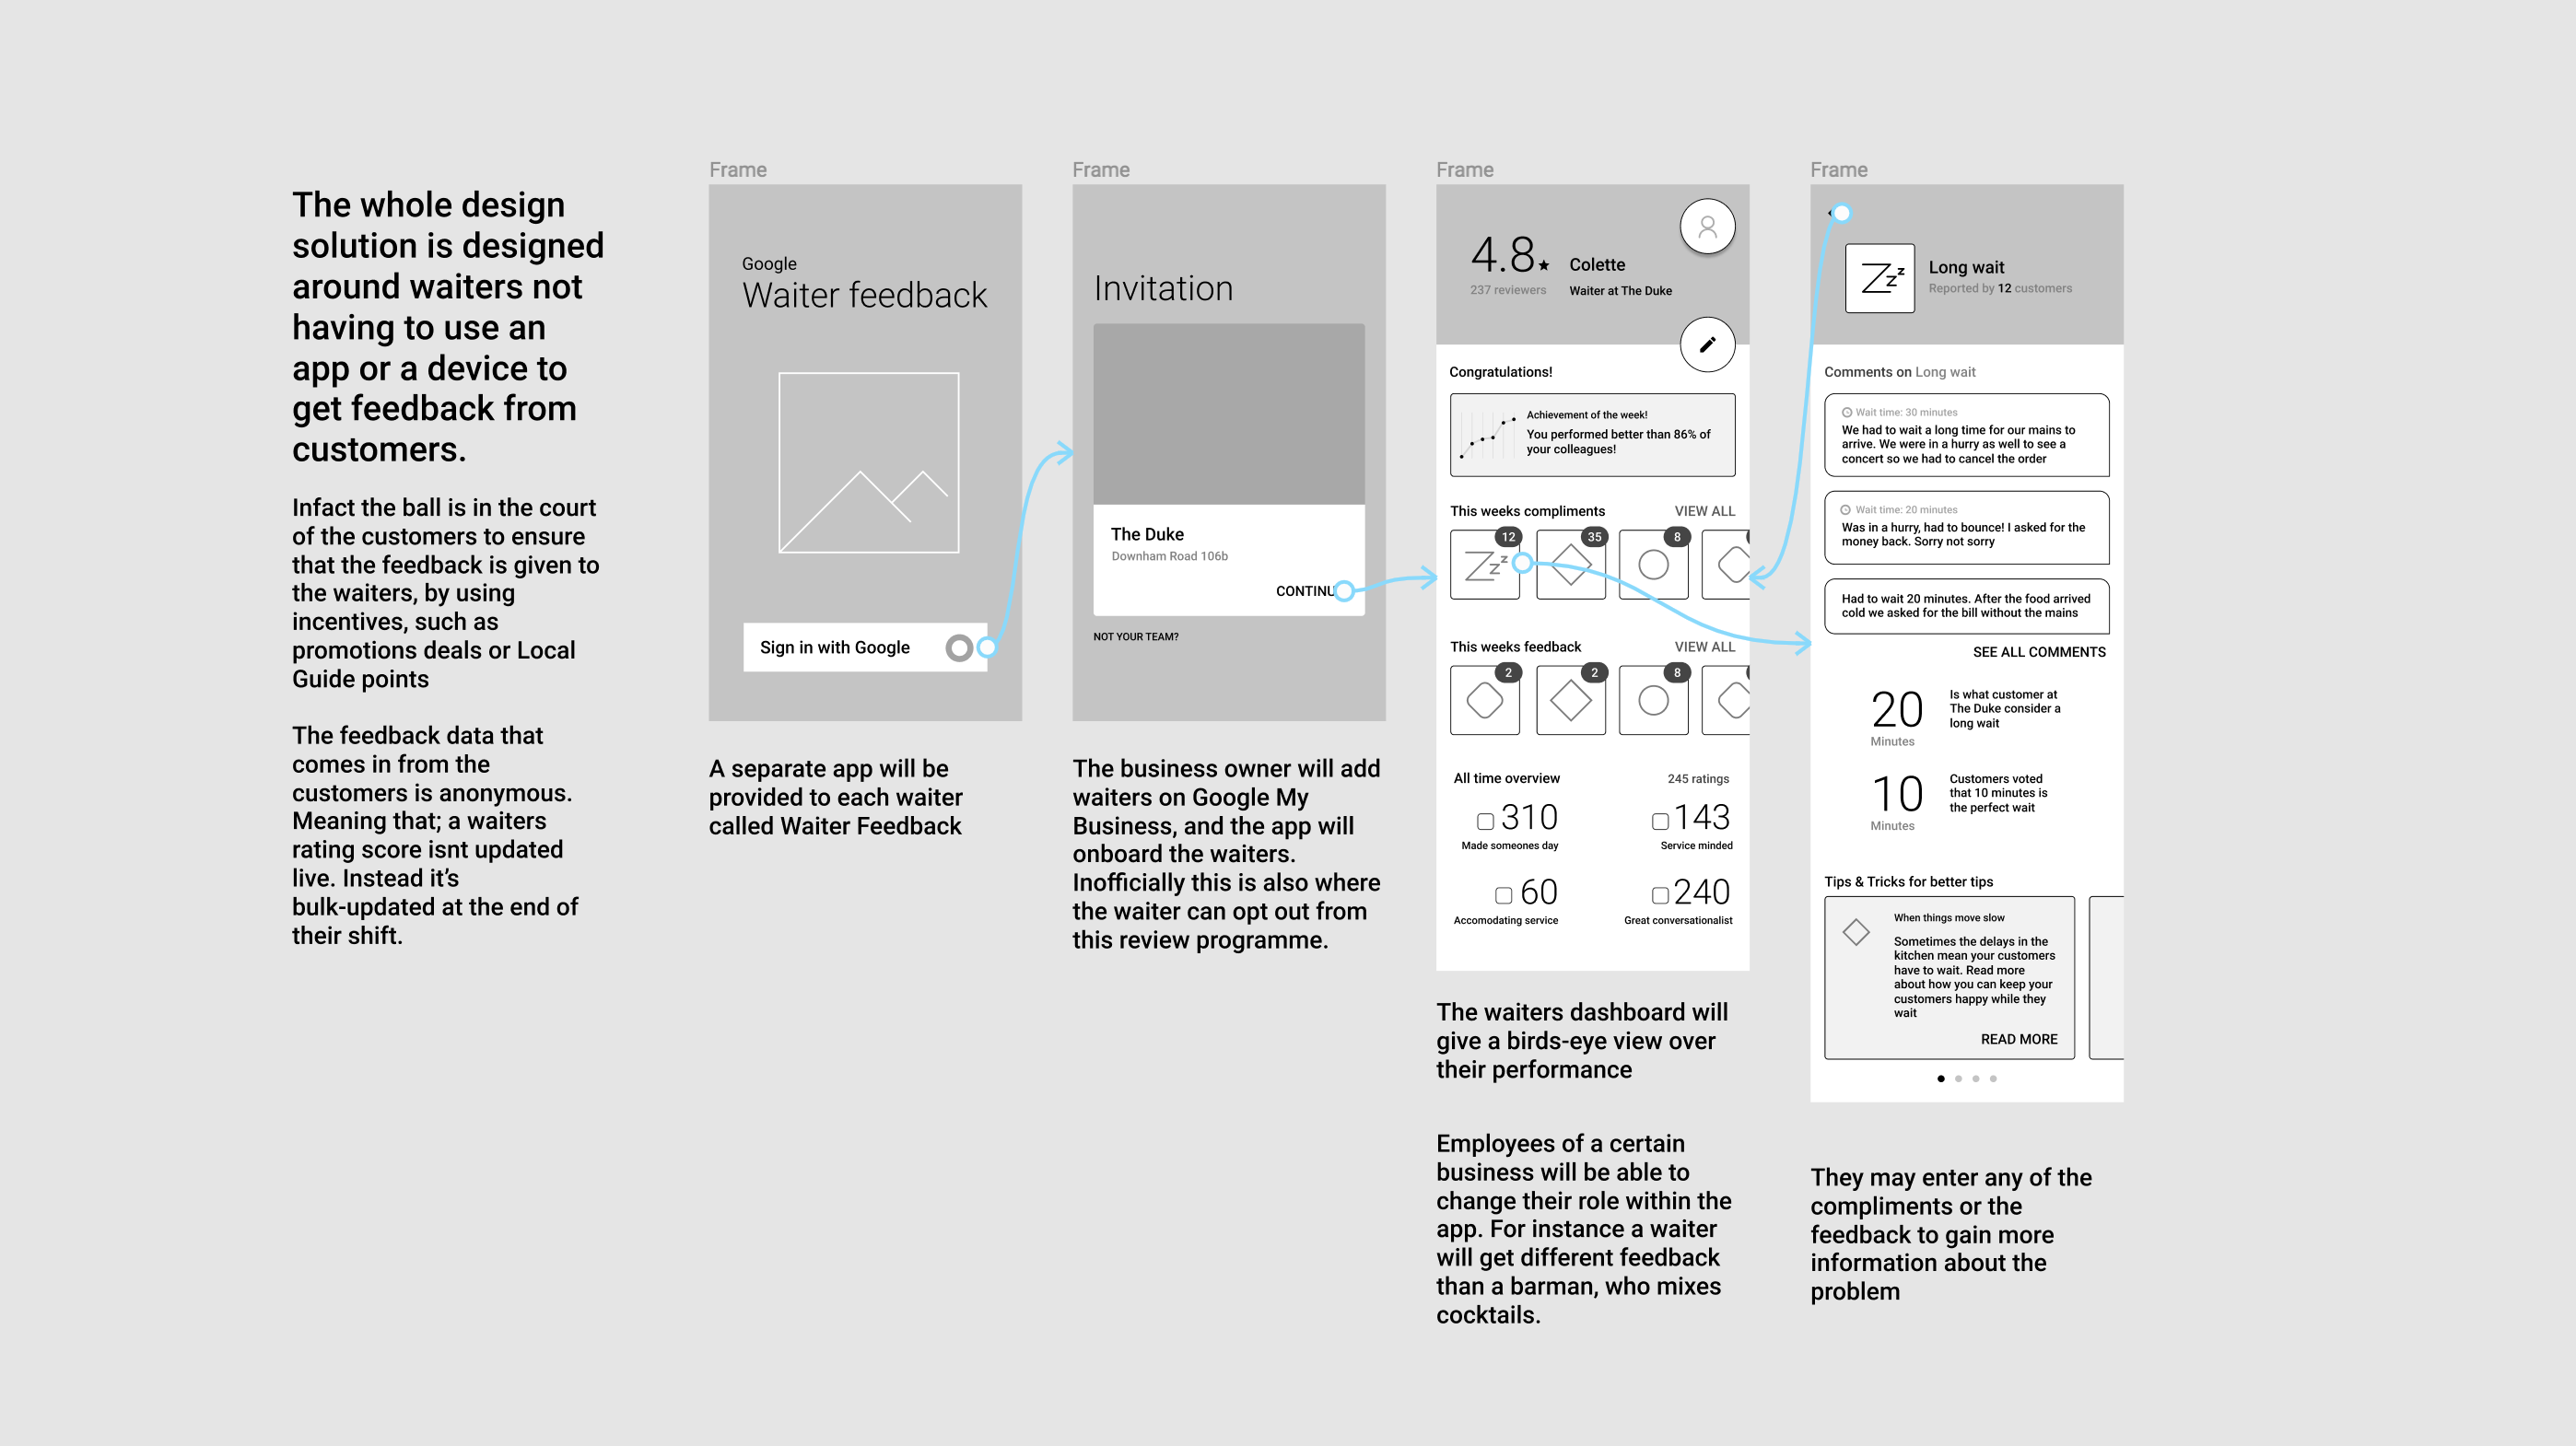 The whole design
solution is designed
around waiters not
having to use an
app or a device to
get feedback from
customers.
Infact the ball is in the court
of the customers to ensure
that the feedback is given to
the waiters, by using
incentives, such as
promotions deals or Local
Guide points
The feedback data that
comes in from the
customers is anonymous.
Meaning that; a waiters
rating score isnt updated
live. Instead it’s
bulk-updated at the end of
their shift.
Frame
Google
Waiter feedback
Sign in with Google
A separate app will be
provided to each waiter
called Waiter Feedback
Frame
Invitation
The Duke
Downham Road 106b
CONTINU
NOT YOUR TEAM?
The business owner will add
waiters on Google My
Business, and the app will
onboard the waiters.
Inofficially this is also where
the waiter can opt out from
this review programme.
Frame
4.8
237 reviewers
Colette
Waiter at The Duke
Congratulations!
Achievement of the week!
You performed better than 86% of
your colleagues!
This weeks compliments
VIEW ALL
12
35
8
Zzz
This weeks feedback
VIEW ALL
2
2
8
All time overview
245 ratings
310
Made someones day
143
Service minded
60
Accomodating service
240
Great conversationalist
The waiters dashboard will
give a birds-eye view over
their performance
Employees of a certain
business will be able to
change their role within the
app. For instance a waiter
will get different feedback
than a barman, who mixes
cocktails.
Frame
Zzz
Long wait
Reported by 12 customers
Comments on Long wait
Wait time: 30 minutes
We had to wait a long time for our mains to
arrive. We were in a hurry as well to see a
concert so we had to cancel the order
Wait time: 20 minutes
Was in a hurry, had to bounce! I asked for the
money back. Sorry not sorry
Had to wait 20 minutes. After the food arrived
cold we asked for the bill without the mains
SEE ALL COMMENTS
20
Minutes
Is what customer at
The Duke consider a
long wait
10
Minutes
Customers voted
that 10 minutes is
the perfect wait
Tips & Tricks for better tips
When things move slow
Sometimes the delays in the
kitchen mean your customers
have to wait. Read more
about how you can keep your
customers happy while they
wait
READ MORE
They may enter any of the
compliments or the
feedback to gain more
information about the
problem